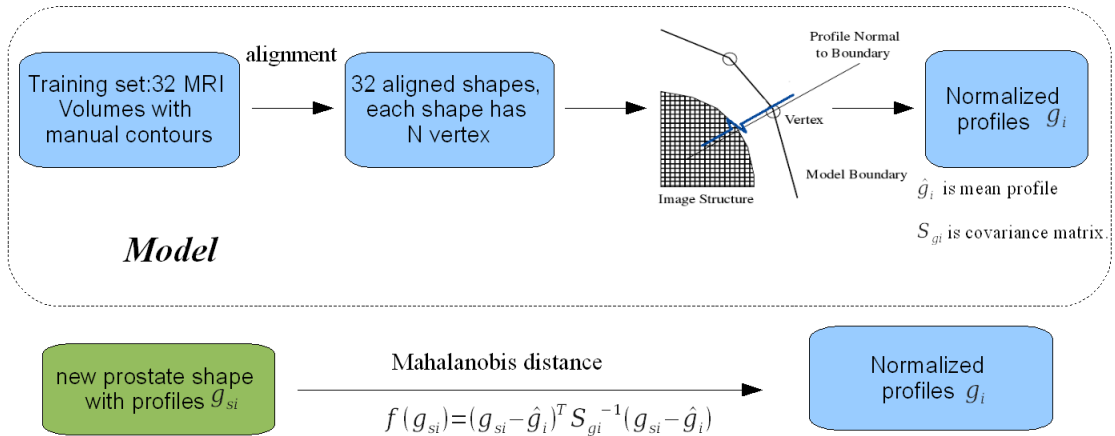 alignment
Training set:32 MRI
Volumes with
manual contours
32 aligned shapes,
each shape has
N vertex
Profile Normal
to Boundary
Vertex
Model Boundary
Image Structure
Normalized
profiles g_i
ĝ_i is mean profile
S_gi is covariance matrix.
Model
new prostate shape
with profiles g_si
Mahalanobis distance
f(g_si)=(g_si−ĝ_i)^T S_gi^−1(g_si−ĝ_i)
Normalized
profiles g_i